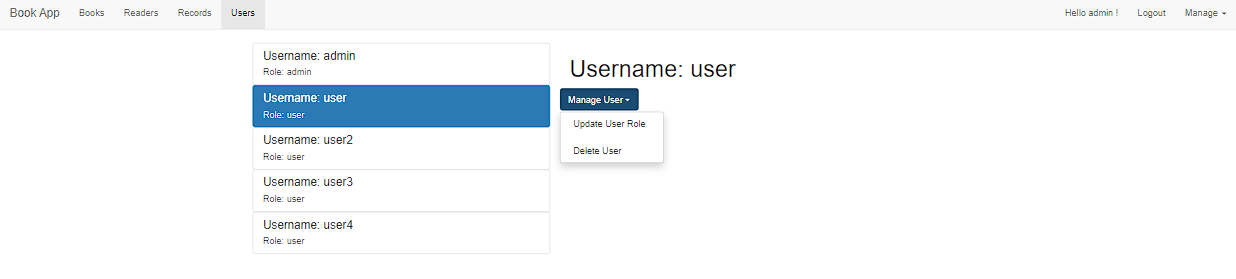 Book App Books Readers Records Users Hello admin ! Logout Manage
Username: admin
Role: admin
Username: user
Role: user
Username: user2
Role: user
Username: user3
Role: user
Username: user4
Role: user
Username: user
Manage User
Update User Role
Delete User